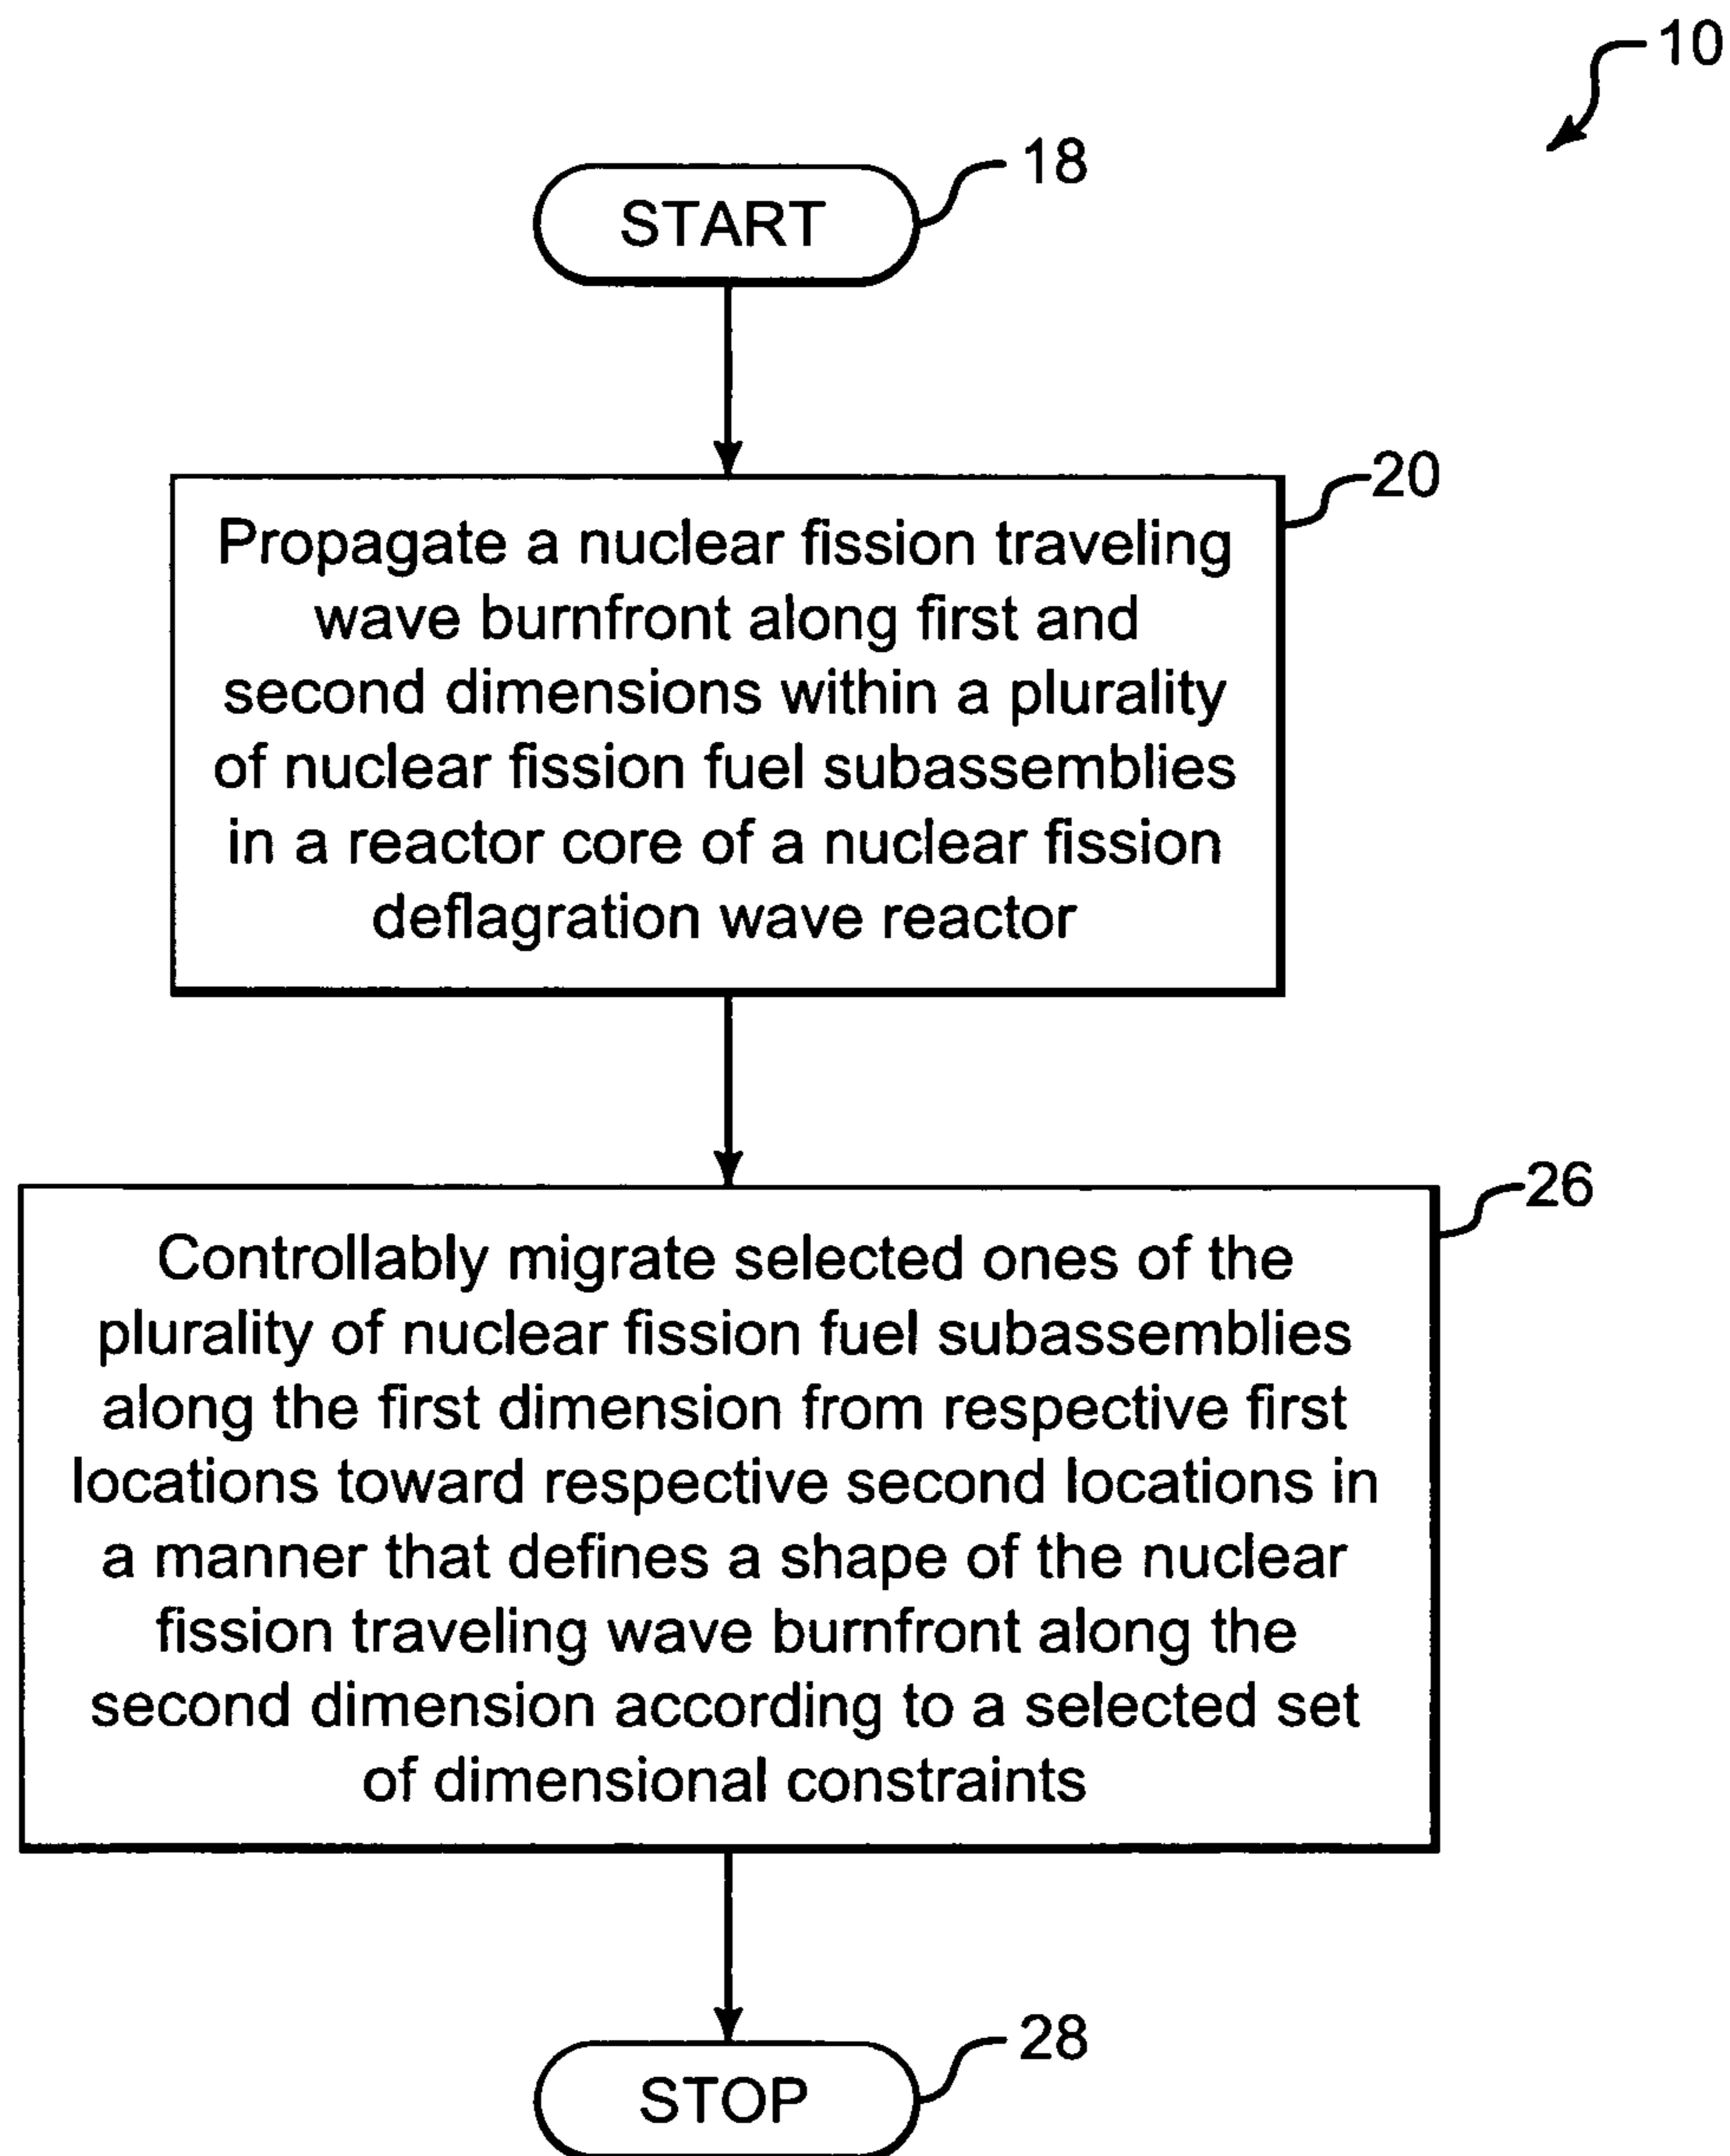 10
18
START
20
Propagate a nuclear fission traveling
wave burnfront along first and
second dimensions within a plurality
of nuclear fission fuel subassemblies
in a reactor core of a nuclear fission
deflagration wave reactor
26
Controllably migrate selected ones of the
plurality of nuclear fission fuel subassemblies
along the first dimension from respective first
locations toward respective second locations in
a manner that defines a shape of the nuclear
fission traveling wave burnfront along the
second dimension according to a selected set
of dimensional constraints
28
STOP